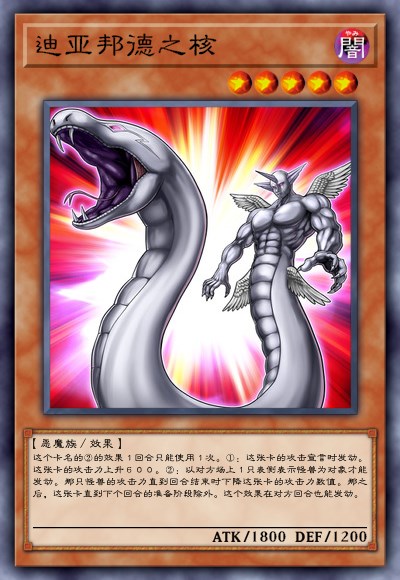 迪亚邦德之核
やみ
闇
【恶魔族/效果】
这个卡名的②的效果1回合只能使用1次。①：这张卡的攻击宣言时发动。
这张卡的攻击力上升６００。②：以对方场上1只表侧表示怪兽为对象才能
发动。那只怪兽的攻击力直到回合结束时下降这张卡的攻击力数值。那之
后，这张卡直到下个回合的准备阶段除外。这个效果在对方回合也能发动。
ATK/1800 DEF/1200